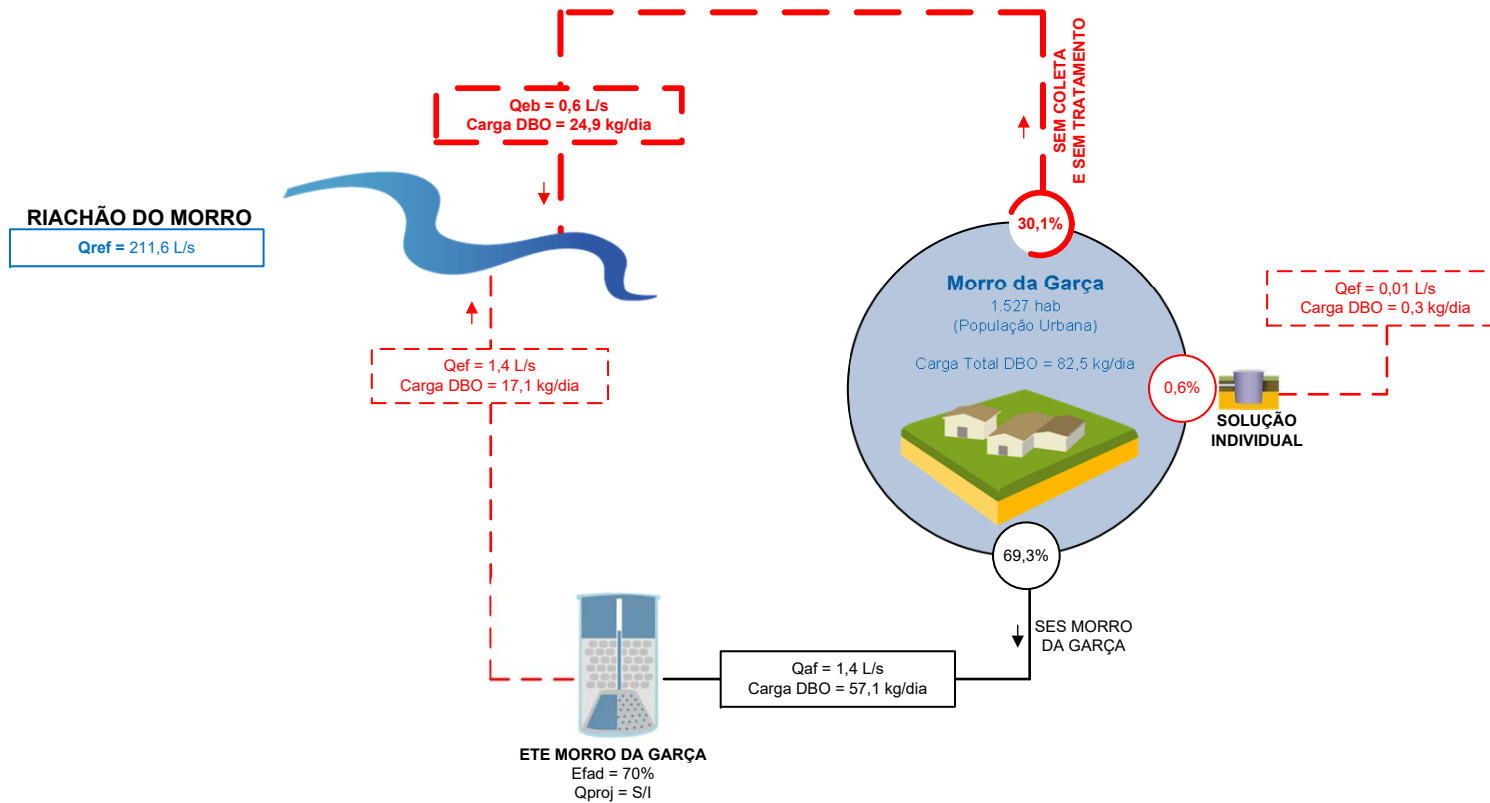 SEM COLETA
E SEM TRATAMENTO
Qeb = 0,6 L/s
Carga DBO = 24,9 kg/dia
RIACHÃO DO MORRO
Qref = 211,6 L/s
30,1%
Morro da Garça
1.527 hab
(População Urbana)
Carga Total DBO = 82,5 kg/dia
Qef = 0,01 L/s
Carga DBO = 0,3 kg/dia
0,6%
SOLUÇÃO
INDIVIDUAL
Qef = 1,4 L/s
Carga DBO = 17,1 kg/dia
69,3%
SES MORRO
DA GARÇA
Qaf = 1,4 L/s
Carga DBO = 57,1 kg/dia
ETE MORRO DA GARÇA
Efad = 70%
Qproj = S/I